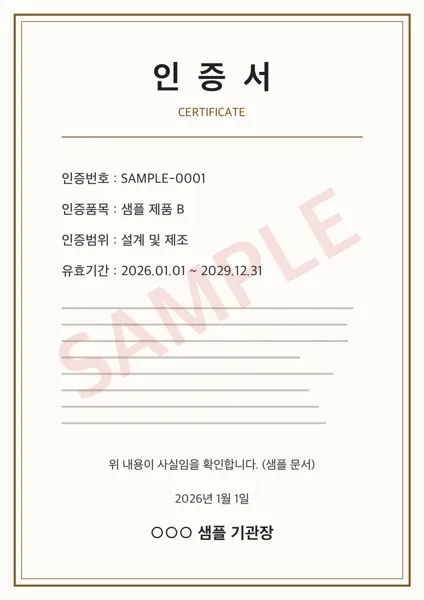 인 증 서
CERTIFICATE
인증번호 : SAMPLE-0001
인증품목 : 샘플 제품 B
인증범위 : 설계 및 제조
유효기간 : 2026.01.01 ~ 2029.12.31
SAMPLE
위 내용이 사실임을 확인합니다. (샘플 문서)
2026년 1월 1일
○○○ 샘플 기관장